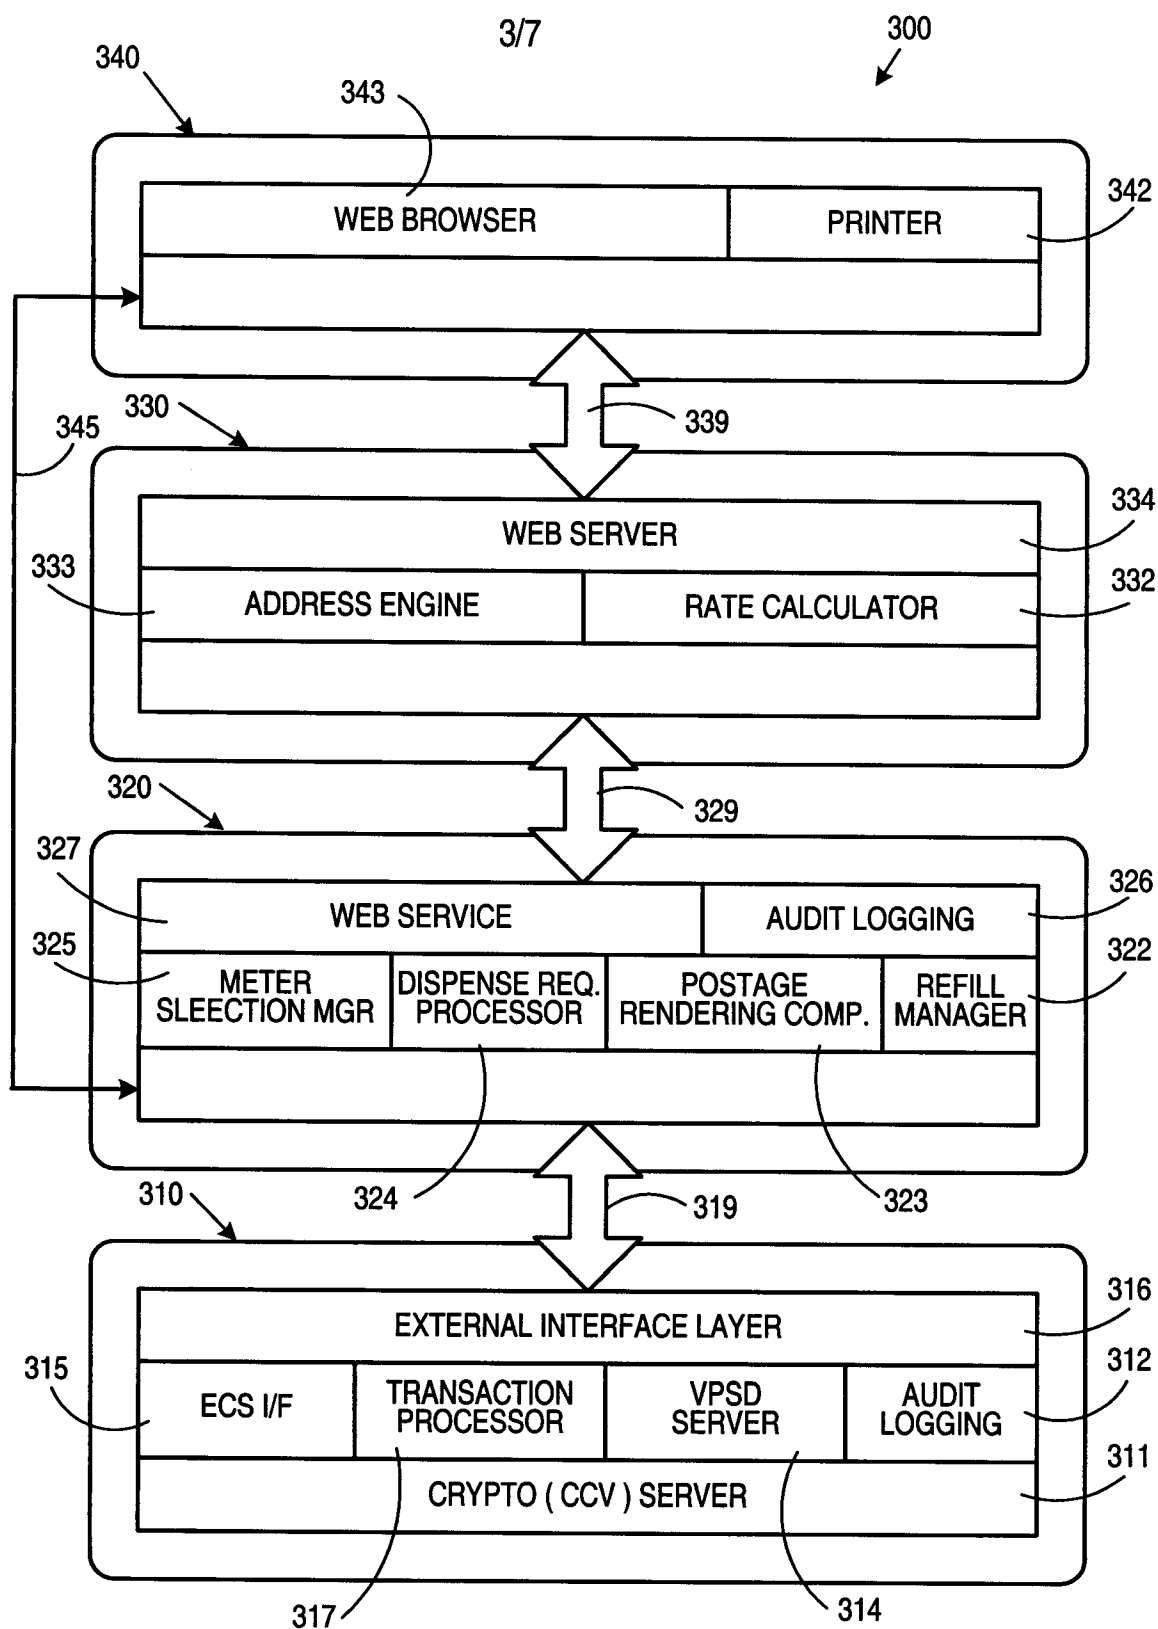 3/7
300
340
343
WEB BROWSER
PRINTER
342
330
339
345
WEB SERVER
334
333
ADDRESS ENGINE
RATE CALCULATOR
332
320
329
327
WEB SERVICE
AUDIT LOGGING
326
325
METER
SLEECTION MGR
DISPENSE REQ.
PROCESSOR
POSTAGE
RENDERING COMP.
REFILL
MANAGER
322
324
323
310
319
EXTERNAL INTERFACE LAYER
316
315
ECS I/F
TRANSACTION
PROCESSOR
VPSD
SERVER
AUDIT
LOGGING
312
CRYPTO ( CCV ) SERVER
311
317
314